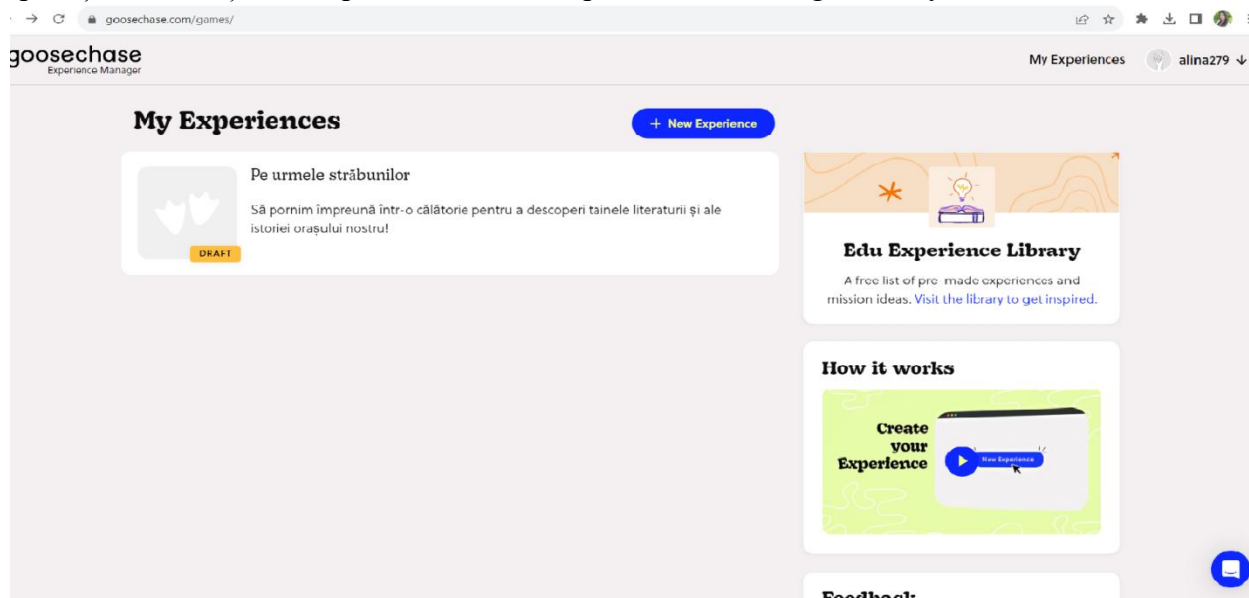 goosechase.com/games/
goosechase
Experience Manager
My Experiences
alina279
My Experiences
+ New Experience
Pe urmele străbunilor
Să pornim împreună într-o călătorie pentru a descoperi tainele literaturii și ale
istoriei orașului nostru!
DRAFT
Edu Experience Library
A free list of pre-made experiences and
mission ideas. Visit the library to get inspired.
How it works
Create
your
Experience
New Experience
Feedback